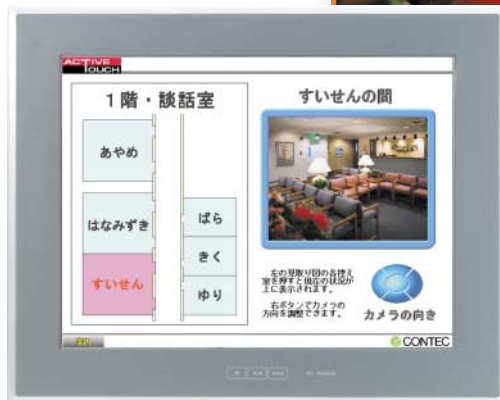 ACTIVE
TOUCH
1階・談話室
あやめ
はなみずき
すいせん
ばら
きく
ゆり
すいせんの間
左の見取り図の各控え
室を押すと現在の状況が
上に表示されます。
右ボタンでカメラの
方向を調整できます。
カメラの向き
CONTEC